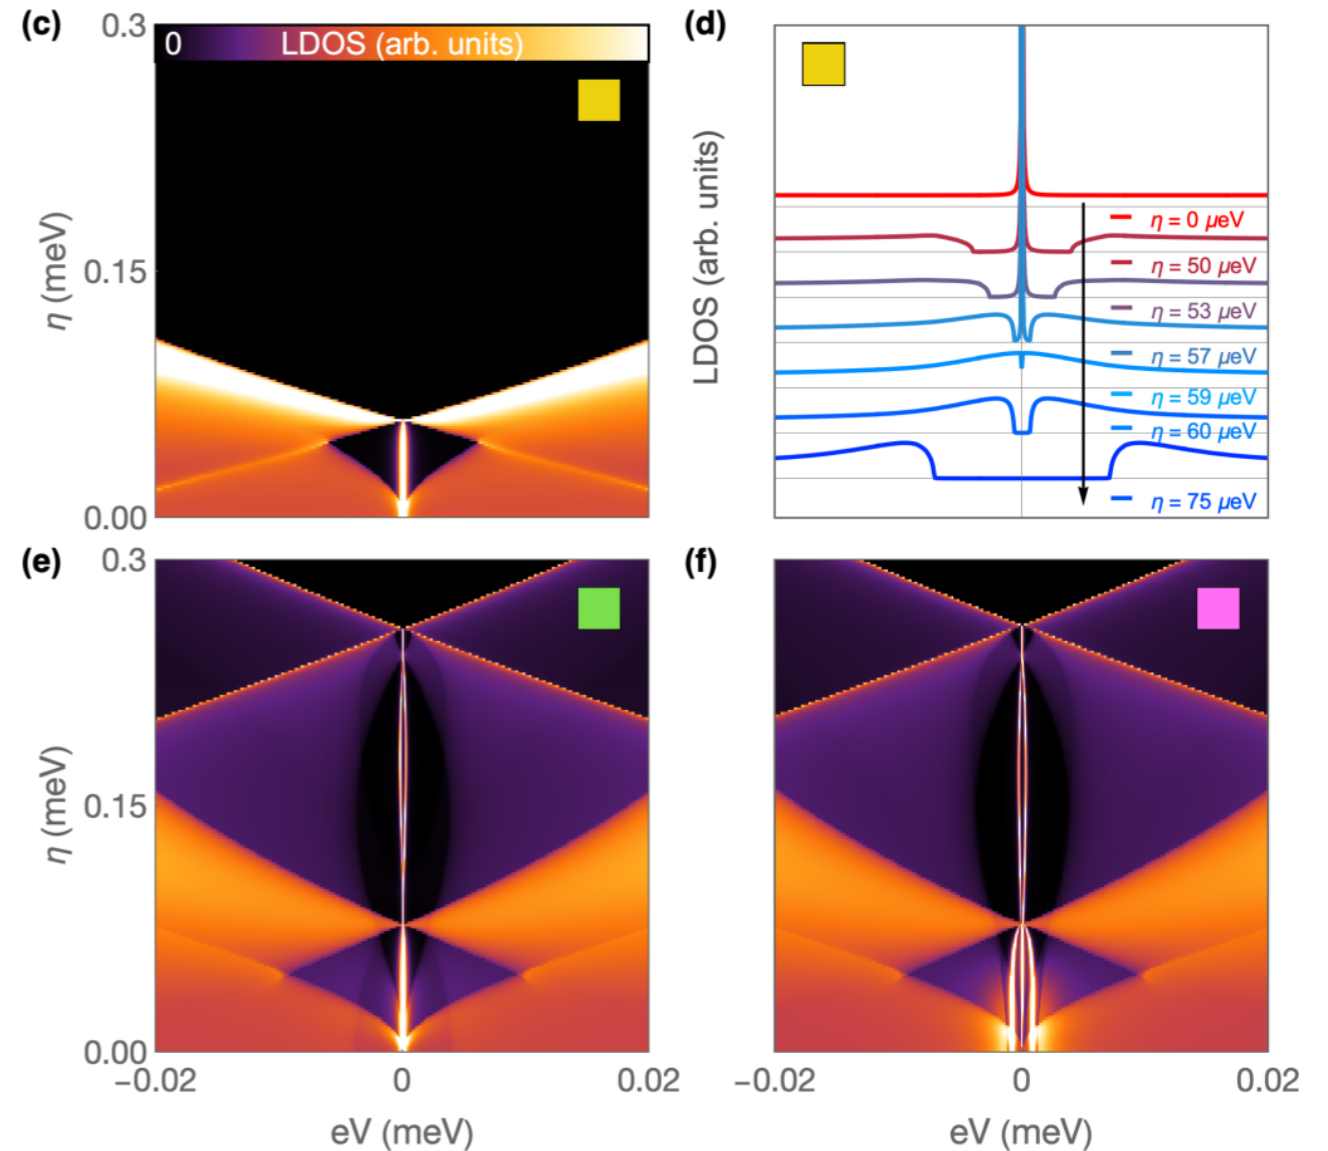 (c)
0.3
0 LDOS (arb. units)
η (meV)
0.15
0.00
(d)
LDOS (arb. units)
η = 0 μeV
η = 50 μeV
η = 53 μeV
η = 57 μeV
η = 59 μeV
η = 60 μeV
η = 75 μeV
(e)
0.3
η (meV)
0.15
0.00
−0.02 0 0.02
eV (meV)
(f)
−0.02 0 0.02
eV (meV)